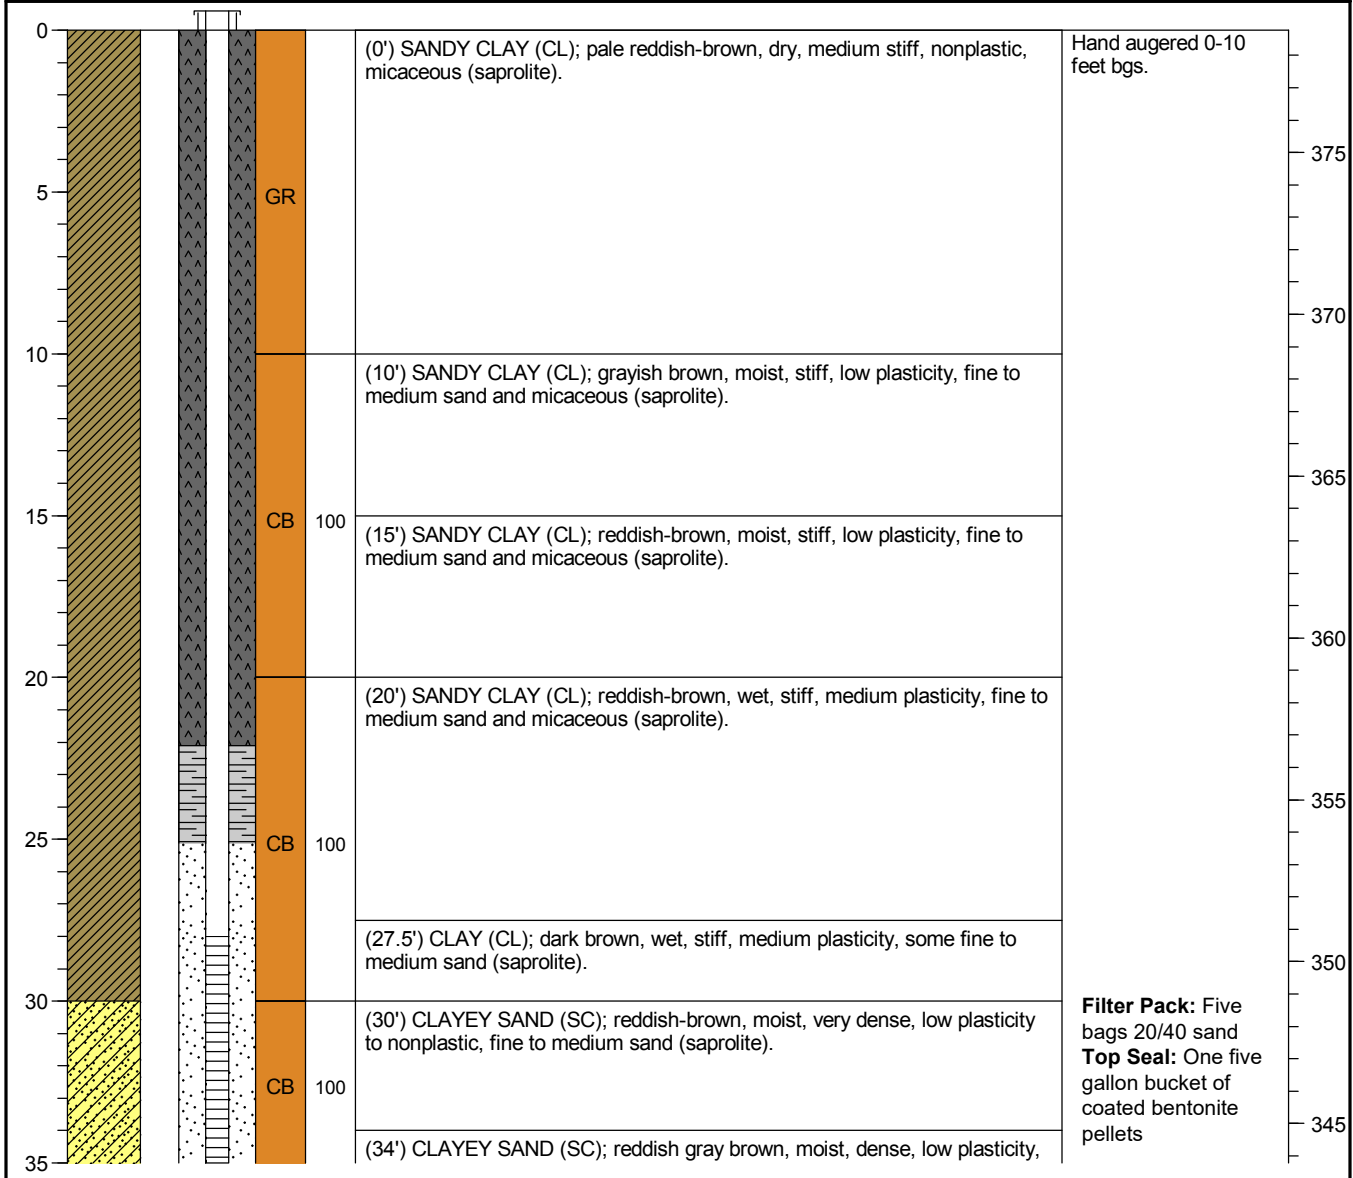 0
5
10
15
20
25
30
35
GR
CB
100
CB
100
CB
100
(0') SANDY CLAY (CL); pale reddish-brown, dry, medium stiff, nonplastic,
micaceous (saprolite).
(10') SANDY CLAY (CL); grayish brown, moist, stiff, low plasticity, fine to
medium sand and micaceous (saprolite).
(15') SANDY CLAY (CL); reddish-brown, moist, stiff, low plasticity, fine to
medium sand and micaceous (saprolite).
(20') SANDY CLAY (CL); reddish-brown, wet, stiff, medium plasticity, fine to
medium sand and micaceous (saprolite).
(27.5') CLAY (CL); dark brown, wet, stiff, medium plasticity, some fine to
medium sand (saprolite).
(30') CLAYEY SAND (SC); reddish-brown, moist, very dense, low plasticity
to nonplastic, fine to medium sand (saprolite).
(34') CLAYEY SAND (SC); reddish gray brown, moist, dense, low plasticity,
Hand augered 0-10
feet bgs.
Filter Pack: Five
bags 20/40 sand
Top Seal: One five
gallon bucket of
coated bentonite
pellets
375
370
365
360
355
350
345